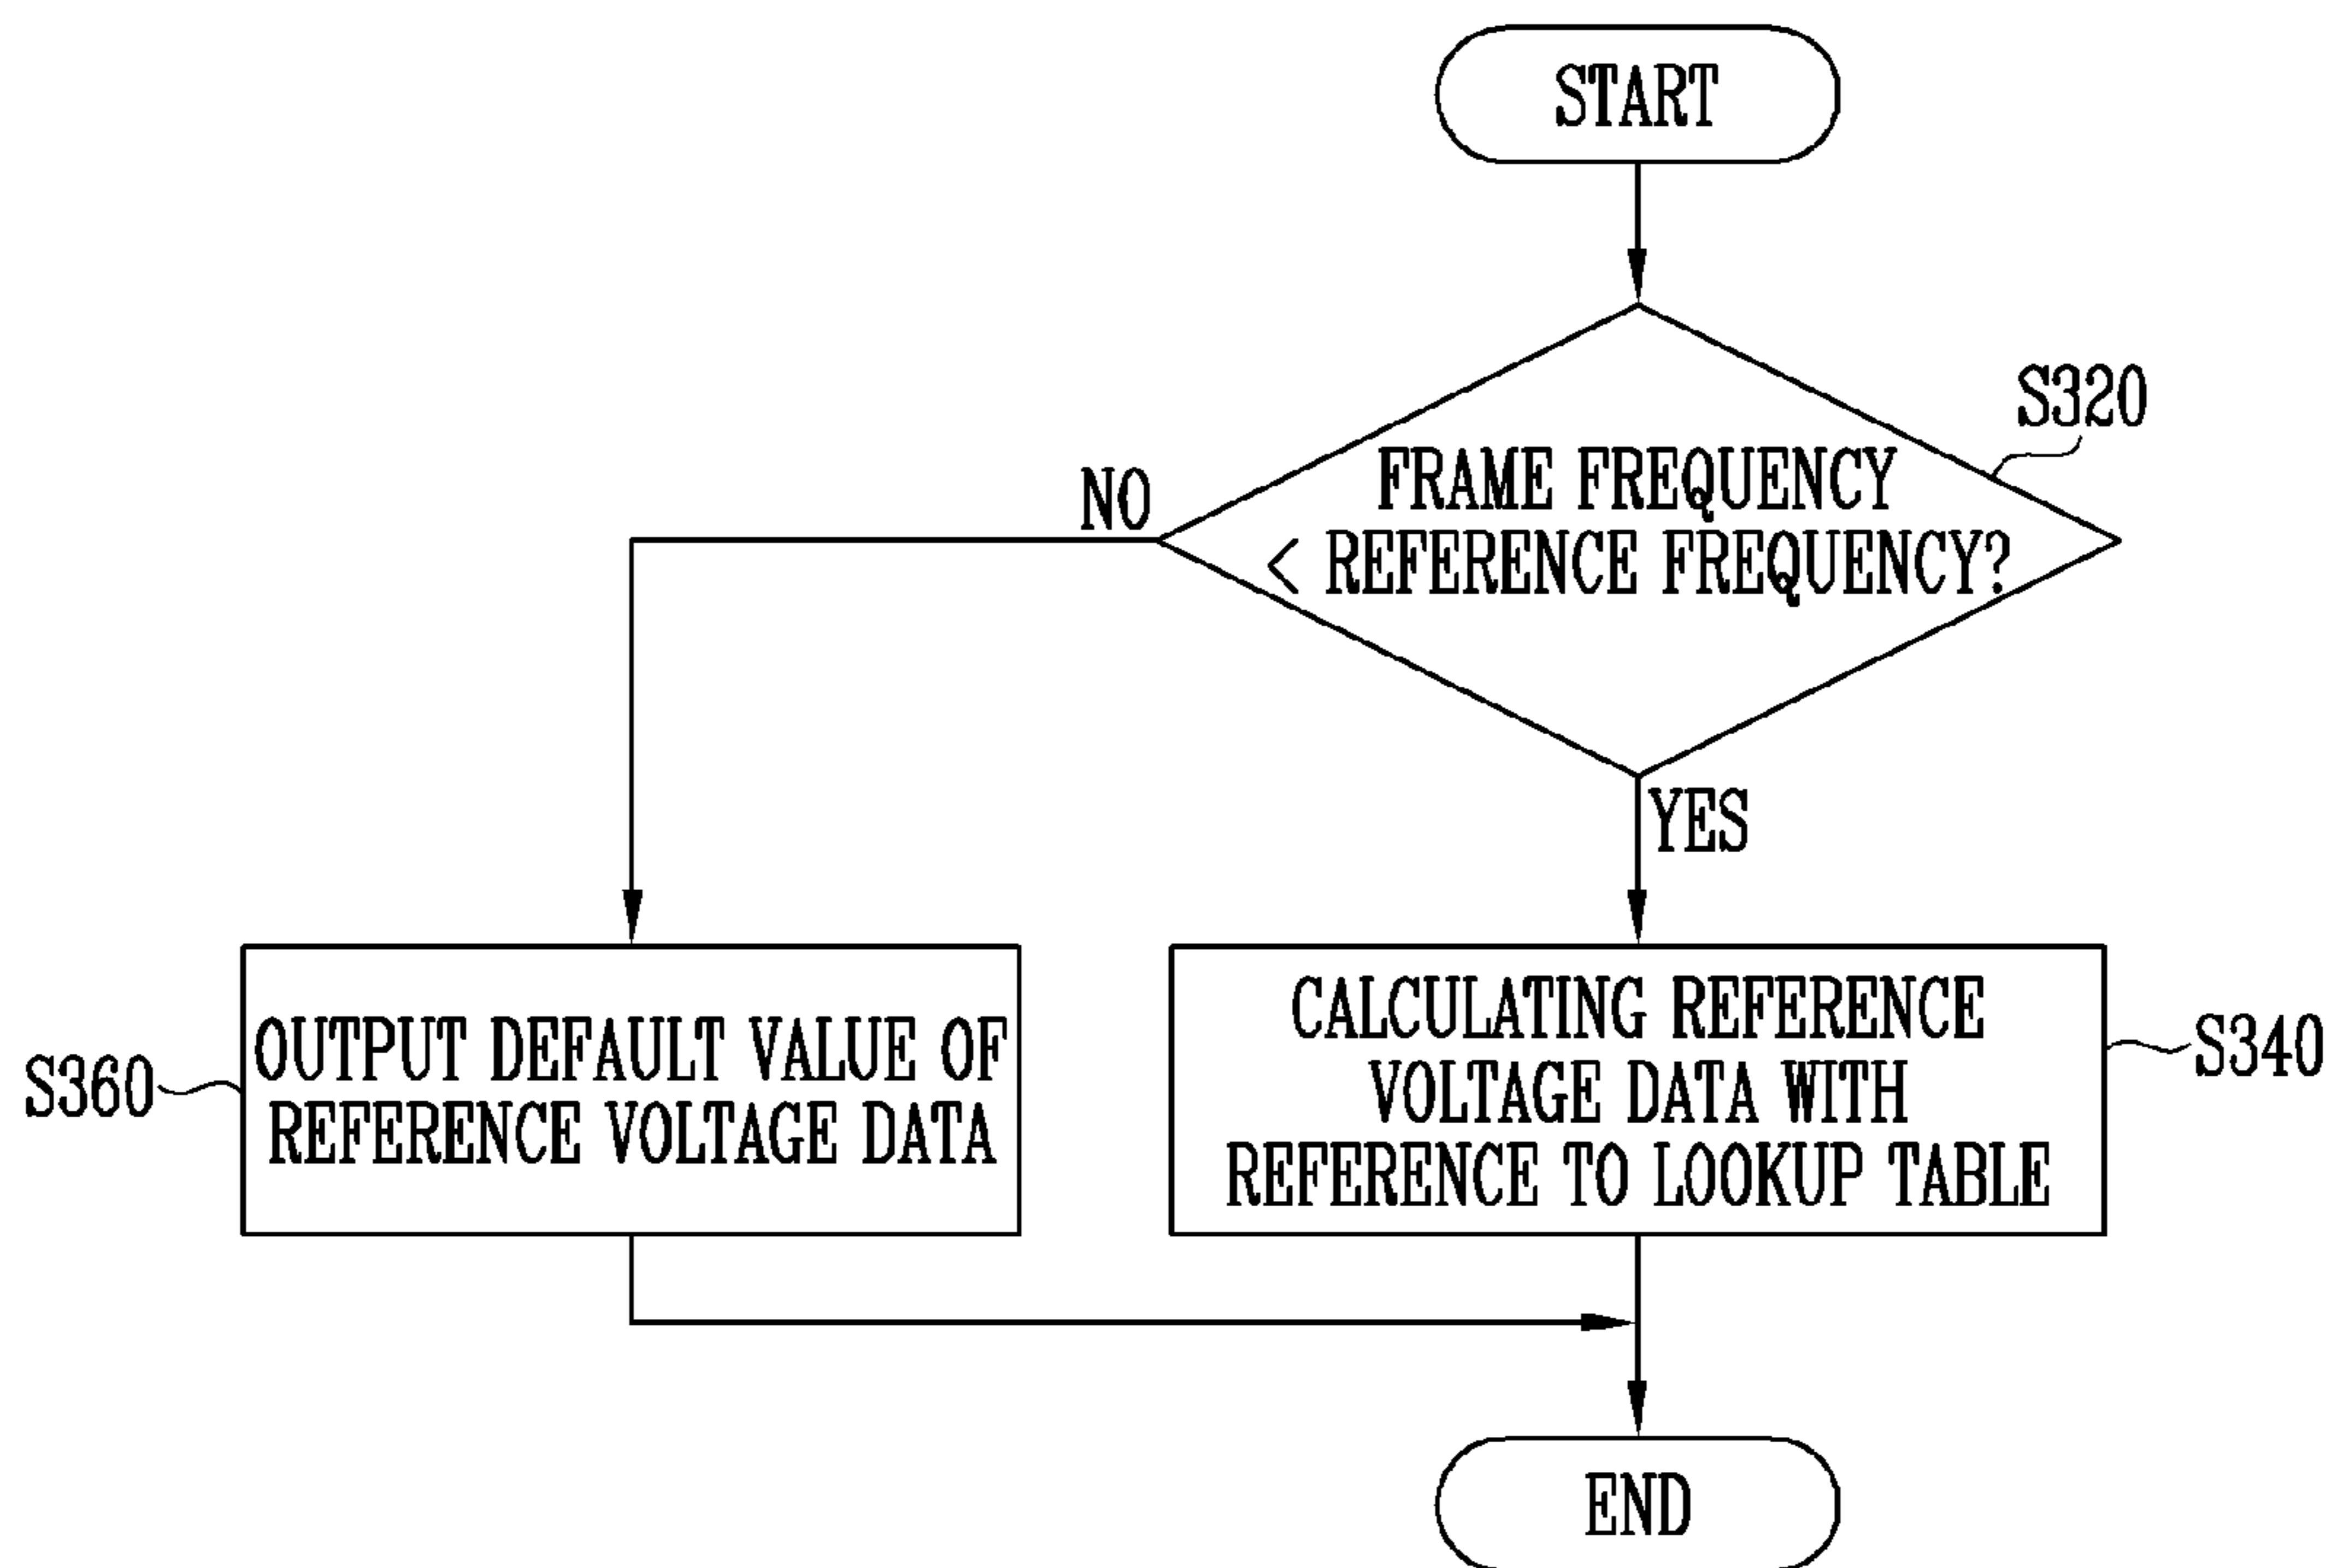 START
S320
FRAME FREQUENCY
< REFERENCE FREQUENCY?
NO
YES
S360
OUTPUT DEFAULT VALUE OF
REFERENCE VOLTAGE DATA
CALCULATING REFERENCE
VOLTAGE DATA WITH
REFERENCE TO LOOKUP TABLE
S340
END